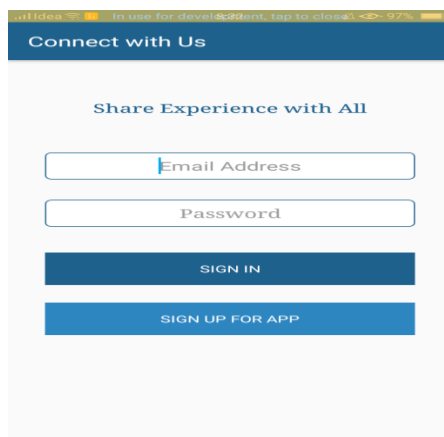 Idea In use for development, tap to close 97%
Connect with Us
Share Experience with All
Email Address
Password
SIGN IN
SIGN UP FOR APP